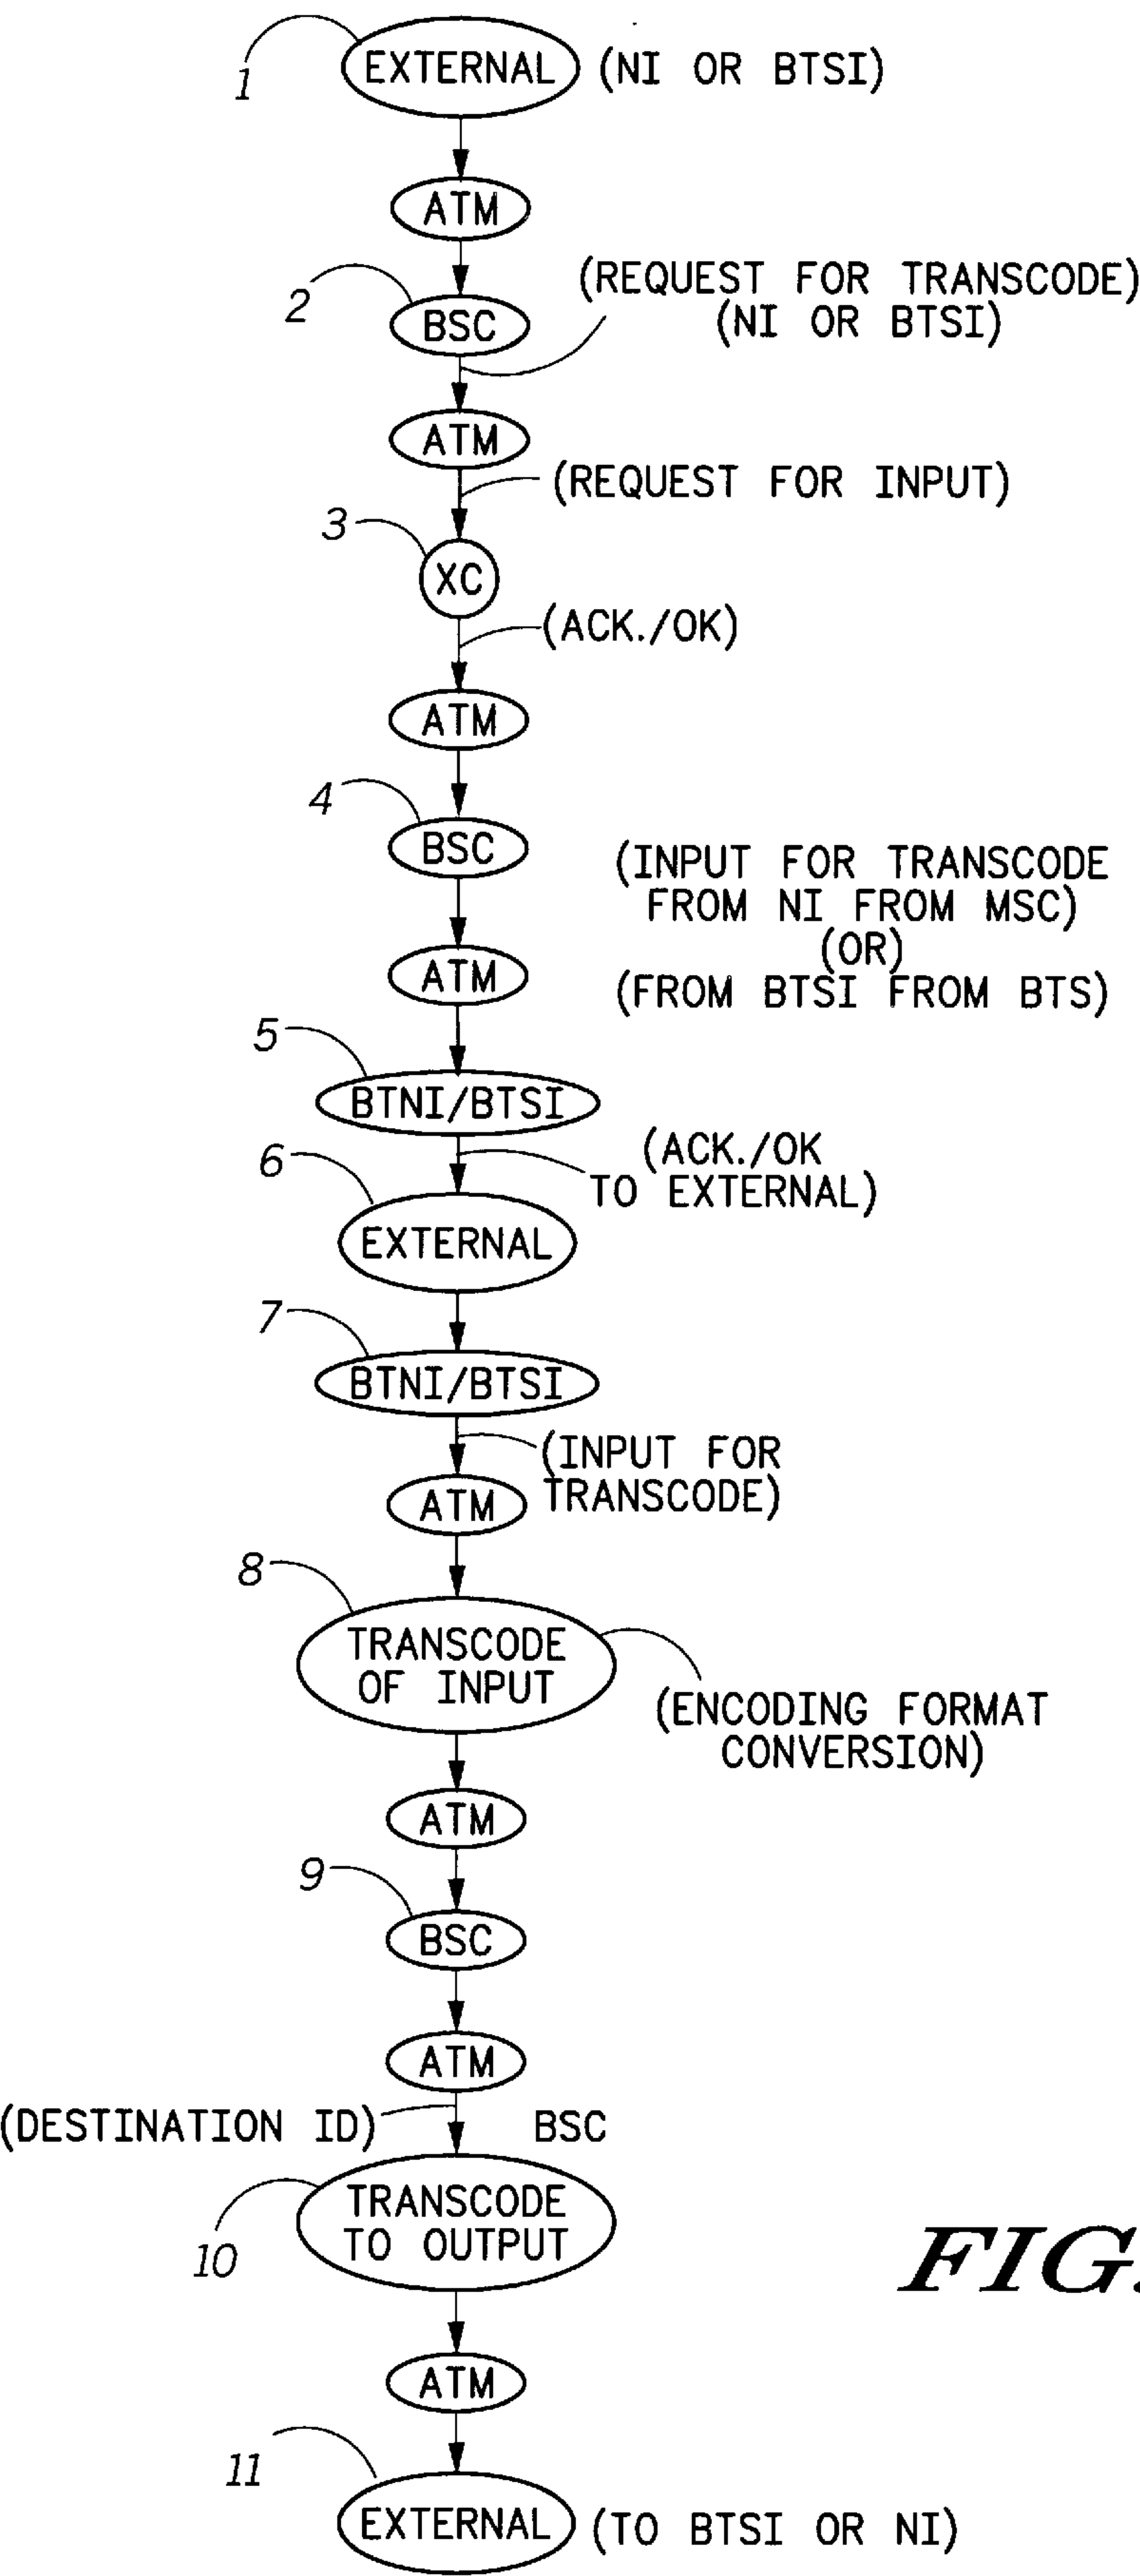 1
EXTERNAL (NI OR BTSI)
ATM
(REQUEST FOR TRANSCODE)
2
BSC
(NI OR BTSI)
ATM
(REQUEST FOR INPUT)
3
XC
(ACK./OK)
ATM
4
BSC
(INPUT FOR TRANSCODE
FROM NI FROM MSC)
(OR)
ATM
(FROM BTSI FROM BTS)
5
BTNI/BTSI
(ACK./OK
6
TO EXTERNAL)
EXTERNAL
7
BTNI/BTSI
(INPUT FOR
ATM
TRANSCODE)
8
TRANSCODE
OF INPUT
(ENCODING FORMAT
CONVERSION)
ATM
9
BSC
ATM
(DESTINATION ID) BSC
TRANSCODE
TO OUTPUT
10
FIG.
ATM
11
EXTERNAL (TO BTSI OR NI)